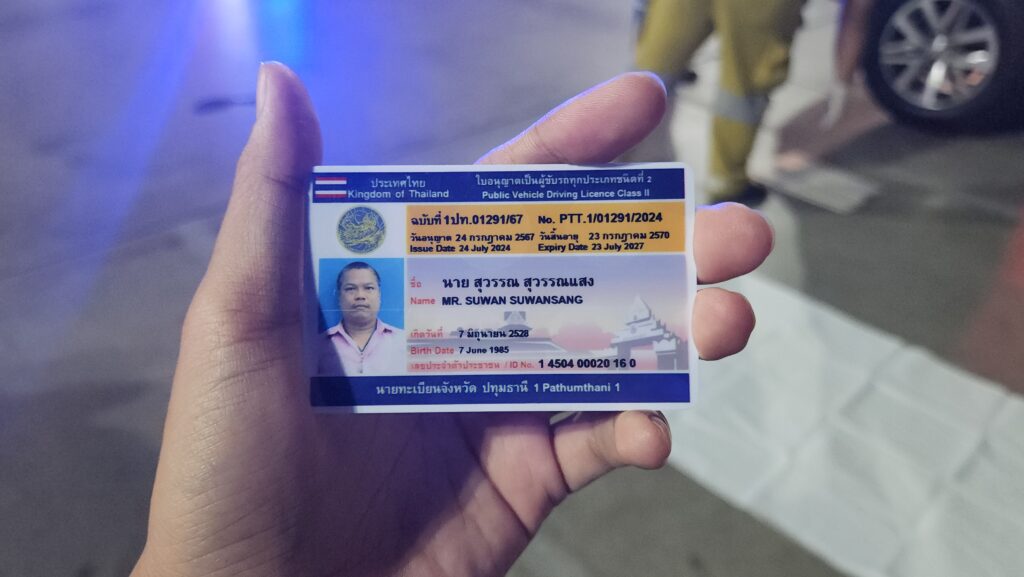 ประเทศไทย
Kingdom of Thailand
ใบอนุญาตเป็นผู้ขับรถทุกประเภทชนิดที่ 2
Public Vehicle Driving Licence Class II
ฉบับที่ 1ปท.01291/67 No. PTT.1/01291/2024
วันอนุญาต 24 กรกฎาคม 2567 วันสิ้นอายุ 23 กรกฎาคม 2570
Issue Date 24 July 2024 Expiry Date 23 July 2027
ชื่อ นาย สุวรรณ สุวรรณแสง
Name MR. SUWAN SUWANSANG
เกิดวันที่ 7 มิถุนายน 2528
Birth Date 7 June 1985
เลขประจำตัวประชาชน / ID No. 1 4504 00020 16 0
นายทะเบียนจังหวัด ปทุมธานี 1 Pathumthani 1